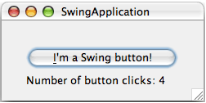 SwingApplication
I'm a Swing button!
Number of button clicks: 4